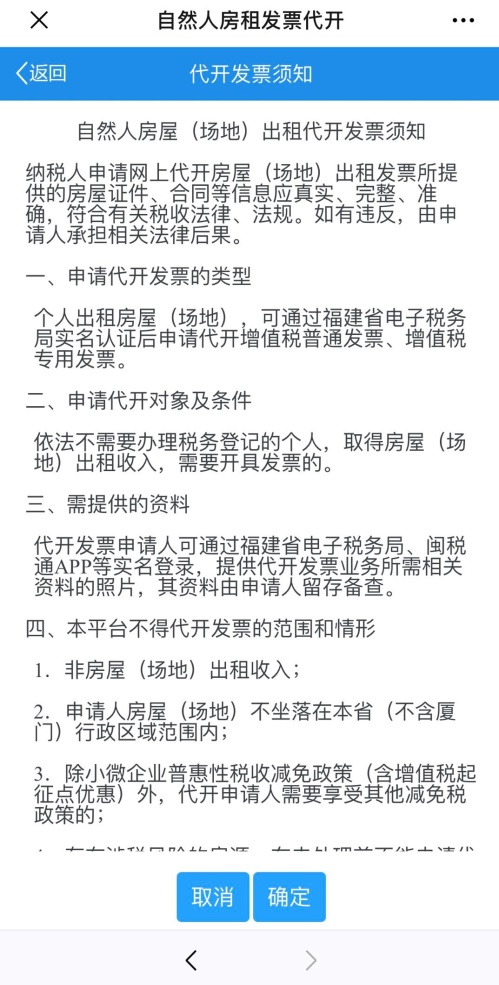 自然人房租发票代开
返回
代开发票须知
自然人房屋（场地）出租代开发票须知
纳税人申请网上代开房屋（场地）出租发票所提
供的房屋证件、合同等信息应真实、完整、准
确，符合有关税收法律、法规。如有违反，由申
请人承担相关法律后果。
一、申请代开发票的类型
个人出租房屋（场地），可通过福建省电子税务
局实名认证后申请代开增值税普通发票、增值税
专用发票。
二、申请代开对象及条件
依法不需要办理税务登记的个人，取得房屋（场
地）出租收入，需要开具发票的。
三、需提供的资料
代开发票申请人可通过福建省电子税务局、闽税
通APP等实名登录，提供代开发票业务所需相关
资料的照片，其资料由申请人留存备查。
四、本平台不得代开发票的范围和情形
1．非房屋（场地）出租收入；
2．申请人房屋（场地）不坐落在本省（不含厦
门）行政区域范围内；
3．除小微企业普惠性税收减免政策（含增值税起
征点优惠）外，代开申请人需要享受其他减免税
政策的；
取消
确定